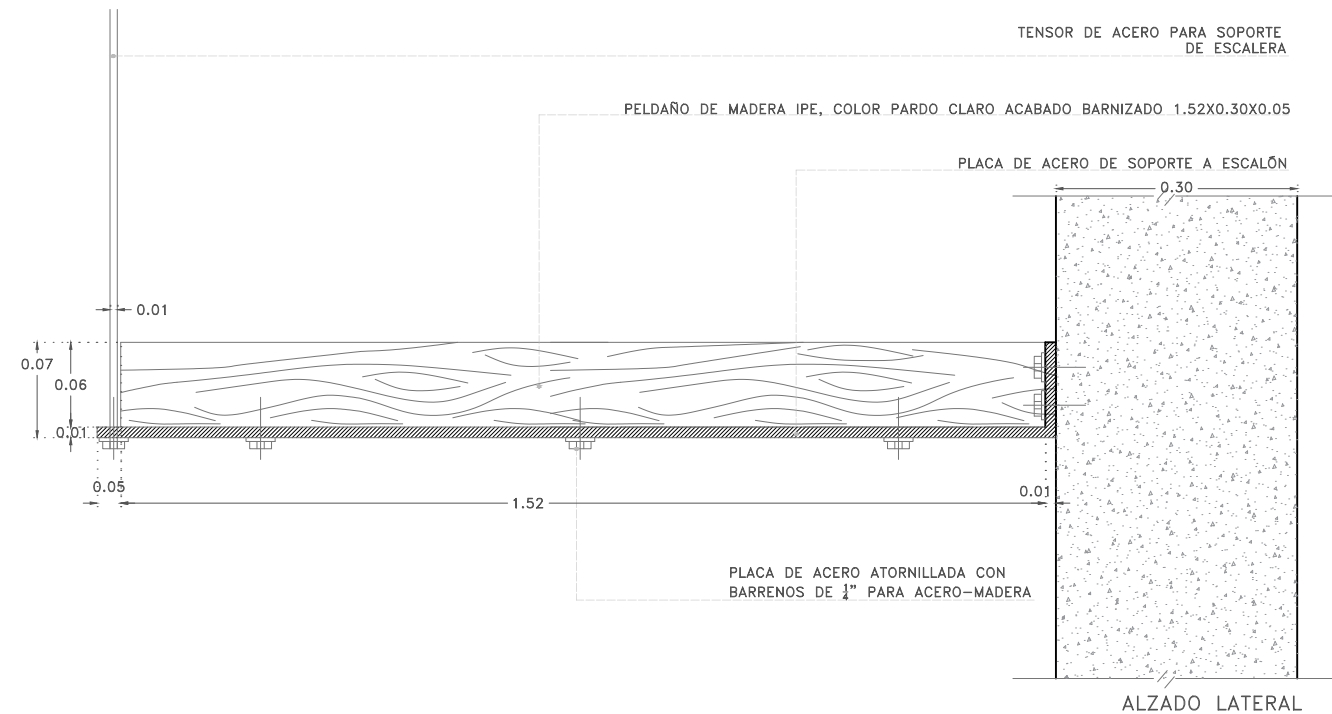 TENSOR DE ACERO PARA SOPORTE
DE ESCALERA
PELDAÑO DE MADERA IPE, COLOR PARDO CLARO ACABADO BARNIZADO 1.52X0.30X0.05
PLACA DE ACERO DE SOPORTE A ESCALÓN
0.30
0.01
0.07
0.06
0.01
0.05
1.52
0.01
PLACA DE ACERO ATORNILLADA CON
BARRENOS DE 1/4" PARA ACERO-MADERA
ALZADO LATERAL